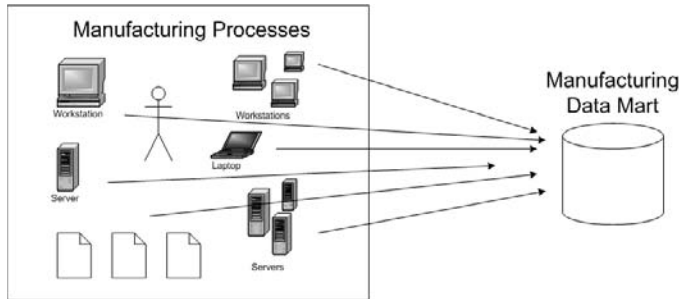 Manufacturing Processes
Workstation
Workstations
Manufacturing
Data Mart
Laptop
Server
Servers